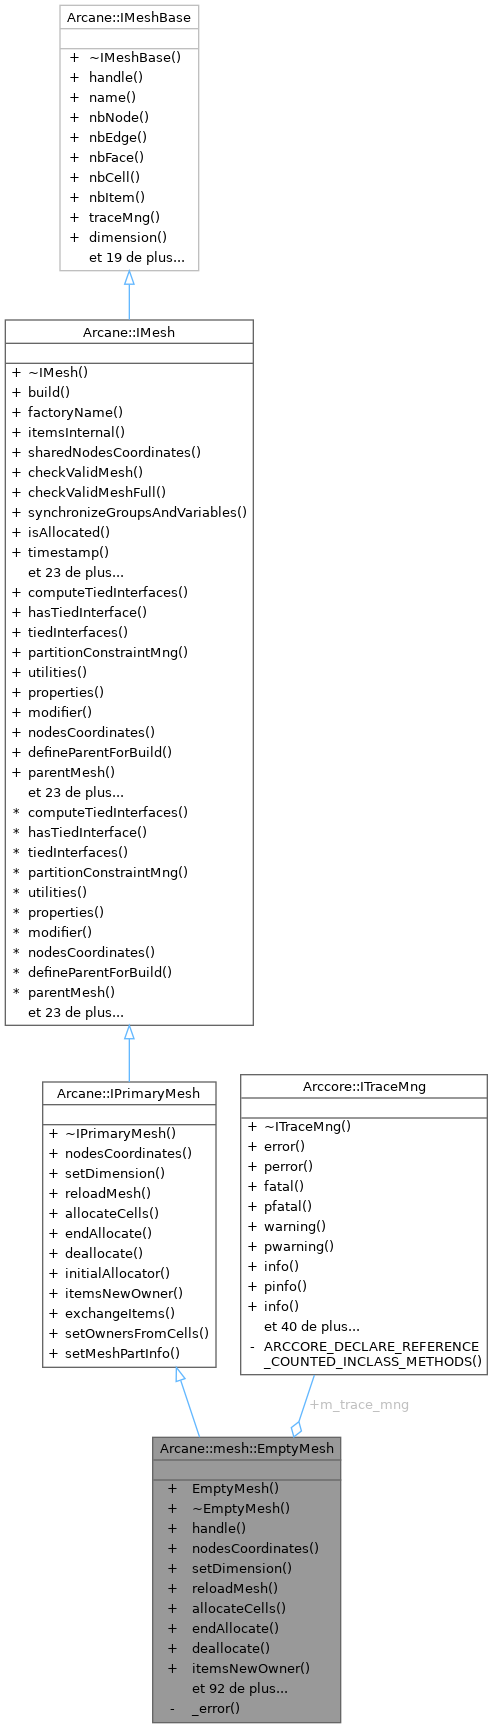 Arcane::IMeshBase
+ ~IMeshBase()
+ handle()
+ name()
+ nbNode()
+ nbEdge()
+ nbFace()
+ nbCell()
+ nbItem()
+ traceMng()
+ dimension()
et 19 de plus...
Arcane::IMesh
+ ~IMesh()
+ build()
+ factoryName()
+ itemsInternal()
+ sharedNodesCoordinates()
+ checkValidMesh()
+ checkValidMeshFull()
+ synchronizeGroupsAndVariables()
+ isAllocated()
+ timestamp()
et 23 de plus...
+ computeTiedInterfaces()
+ hasTiedInterface()
+ tiedInterfaces()
+ partitionConstraintMng()
+ utilities()
+ properties()
+ modifier()
+ nodesCoordinates()
+ defineParentForBuild()
+ parentMesh()
et 23 de plus...
* computeTiedInterfaces()
* hasTiedInterface()
* tiedInterfaces()
* partitionConstraintMng()
* utilities()
* properties()
* modifier()
* nodesCoordinates()
* defineParentForBuild()
* parentMesh()
et 23 de plus...
Arcane::IPrimaryMesh
+ ~IPrimaryMesh()
+ nodesCoordinates()
+ setDimension()
+ reloadMesh()
+ allocateCells()
+ endAllocate()
+ deallocate()
+ initialAllocator()
+ itemsNewOwner()
+ exchangeItems()
+ setOwnersFromCells()
+ setMeshPartInfo()
Arccore::ITraceMng
+ ~ITraceMng()
+ error()
+ perror()
+ fatal()
+ pfatal()
+ warning()
+ pwarning()
+ info()
+ pinfo()
+ info()
et 40 de plus...
- ARCCORE_DECLARE_REFERENCE
_COUNTED_INCLASS_METHODS()
+m_trace_mng
Arcane::mesh::EmptyMesh
+ EmptyMesh()
+ ~EmptyMesh()
+ handle()
+ nodesCoordinates()
+ setDimension()
+ reloadMesh()
+ allocateCells()
+ endAllocate()
+ deallocate()
+ itemsNewOwner()
et 92 de plus...
- _error()